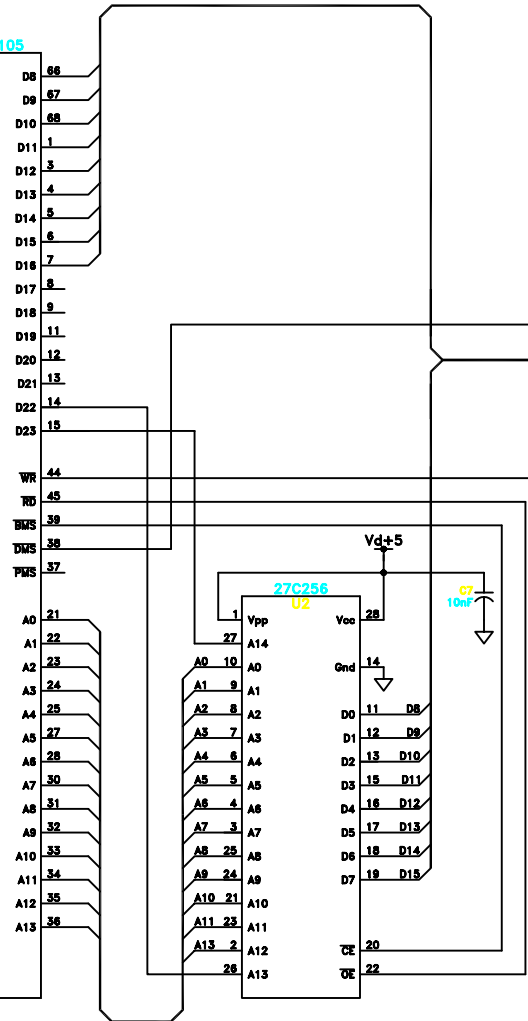 105
D8 66
D9 67
D10 68
D11 1
D12 3
D13 4
D14 5
D15 6
D16 7
D17 8
D18 9
D19 11
D20 12
D21 13
D22 14
D23 15
WR 44
RD 45
BMS 39
DMS 38
PMS 37
Vd+5
27C256
U2
C7
10nF
A0 21
A1 22
A2 23
A3 24
A4 25
A5 27
A6 28
A7 30
A8 31
A9 32
A10 33
A11 34
A12 35
A13 36
1 Vpp Vcc 28
27 A14
A0 10 A0 Gnd 14
A1 9 A1
A2 8 A2 D0 11 D8
A3 7 A3 D1 12 D9
A4 6 A4 D2 13 D10
A5 5 A5 D3 15 D11
A6 4 A6 D4 16 D12
A7 3 A7 D5 17 D13
A8 25 A8 D6 18 D14
A9 24 A9 D7 19 D15
A10 21 A10
A11 23 A11
A13 2 A12 CE 20
26 A13 OE 22